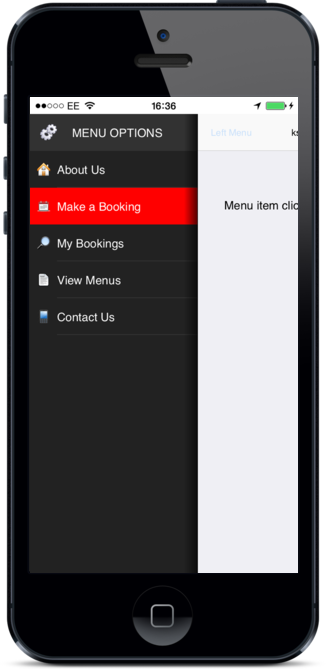 EE 16:36
MENU OPTIONS
Left Menu ks
About Us
Make a Booking
Menu item clic
My Bookings
View Menus
Contact Us